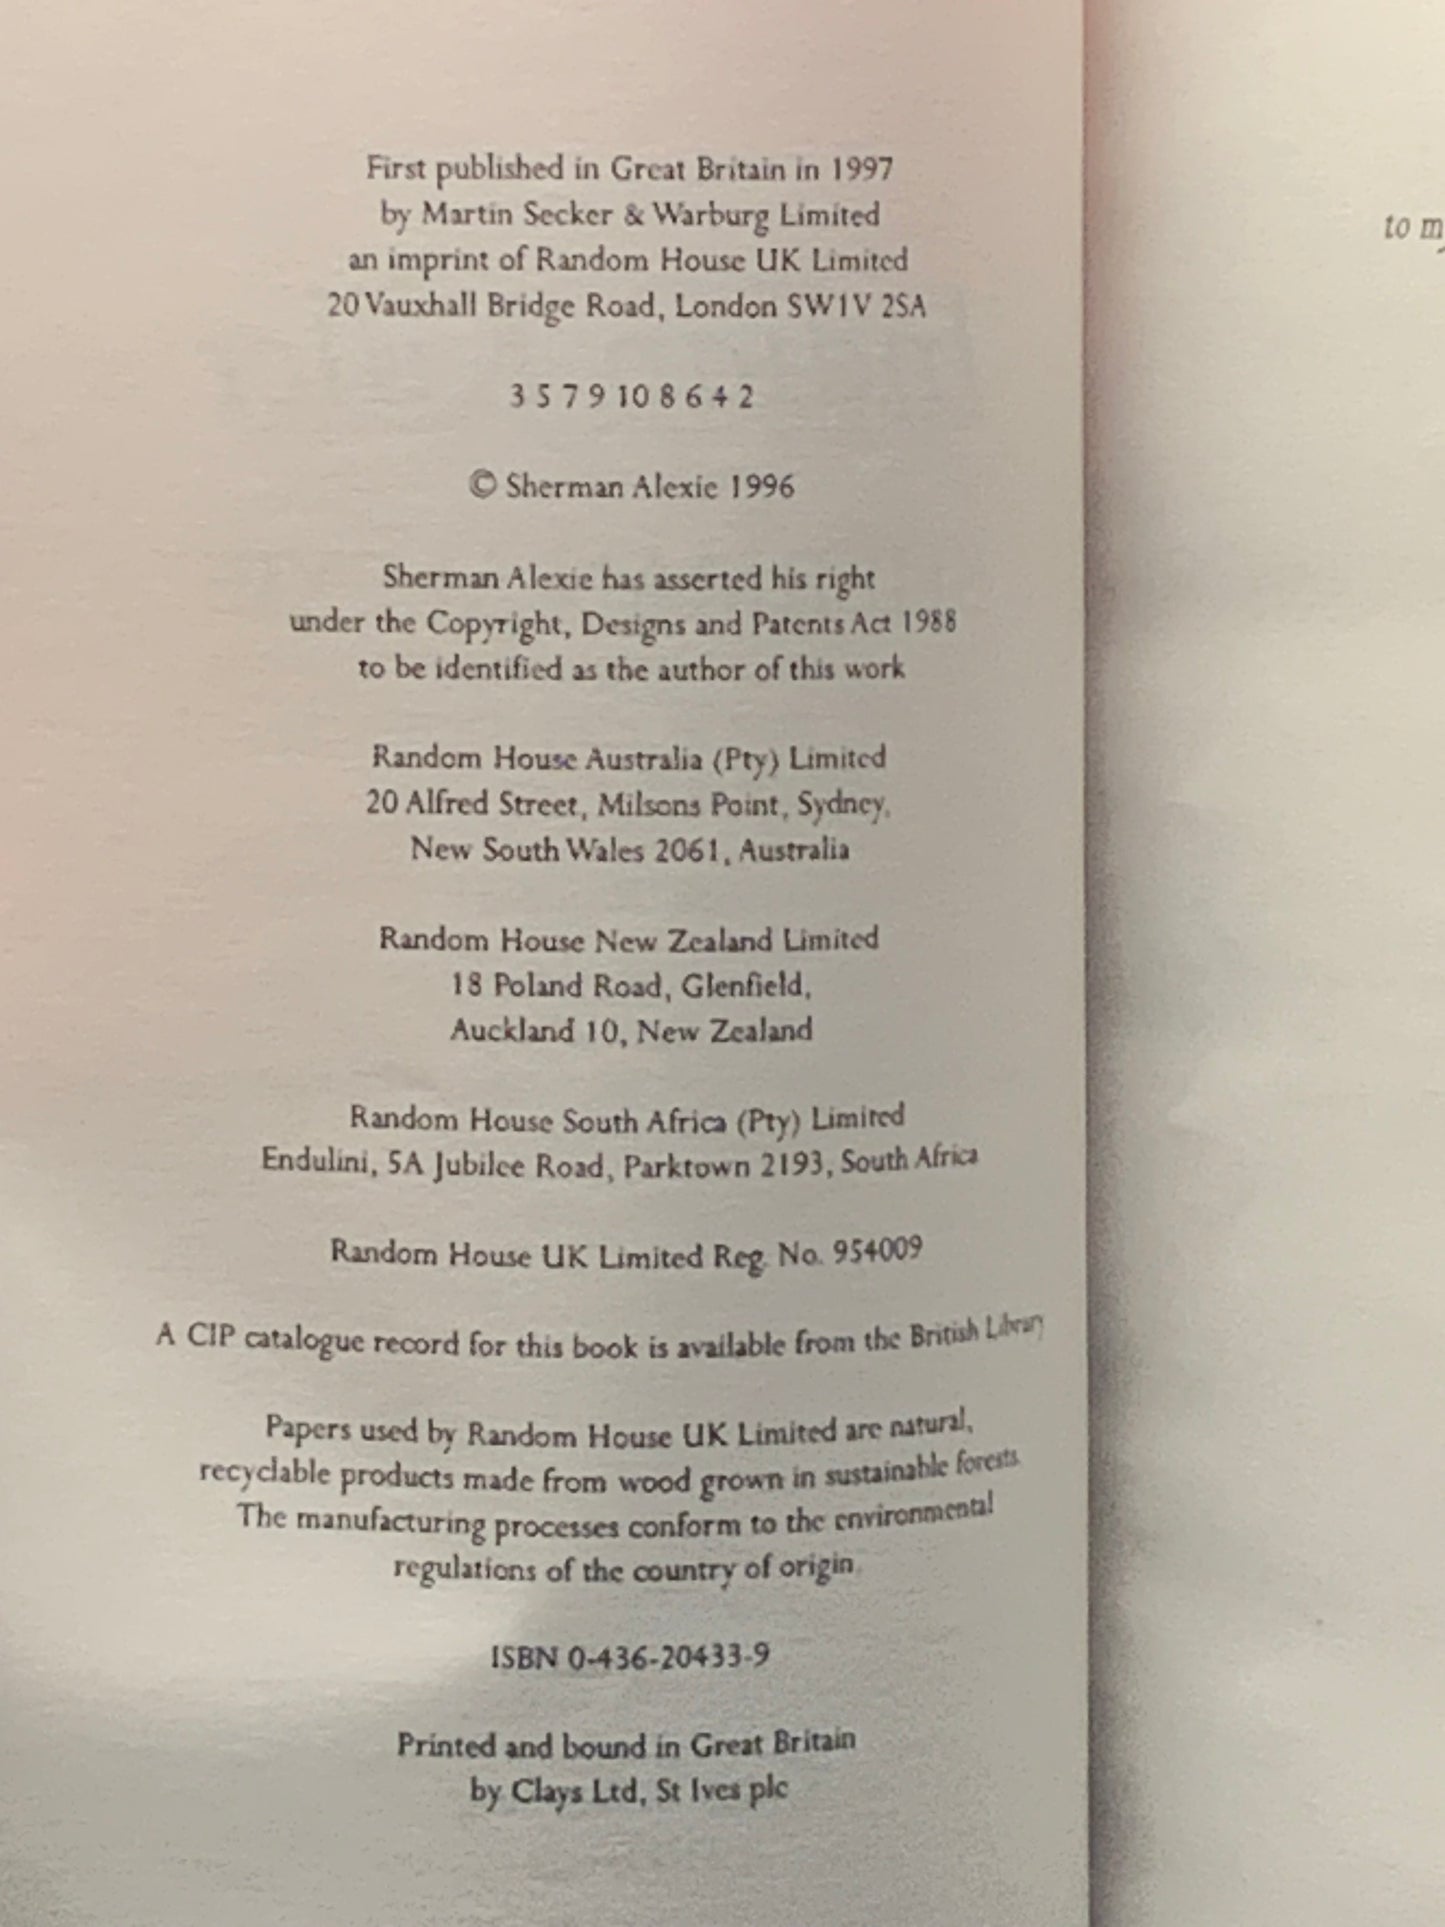 First published in Great Britain in 1997
by Martin Secker & Warburg Limited
an imprint of Random House UK Limited
20 Vauxhall Bridge Road, London SW1V 2SA
3 5 7 9 10 8 6 4 2
© Sherman Alexie 1996
Sherman Alexie has asserted his right
under the Copyright, Designs and Patents Act 1988
to be identified as the author of this work
Random House Australia (Pty) Limited
20 Alfred Street, Milsons Point, Sydney,
New South Wales 2061, Australia
Random House New Zealand Limited
18 Poland Road, Glenfield,
Auckland 10, New Zealand
Random House South Africa (Pty) Limited
Endulini, 5A Jubilee Road, Parktown 2193, South Africa
Random House UK Limited Reg. No. 954009
A CIP catalogue record for this book is available from the British Library
Papers used by Random House UK Limited are natural,
recyclable products made from wood grown in sustainable forests.
The manufacturing processes conform to the environmental
regulations of the country of origin.
ISBN 0-436-20433-9
Printed and bound in Great Britain
by Clays Ltd, St Ives plc
to